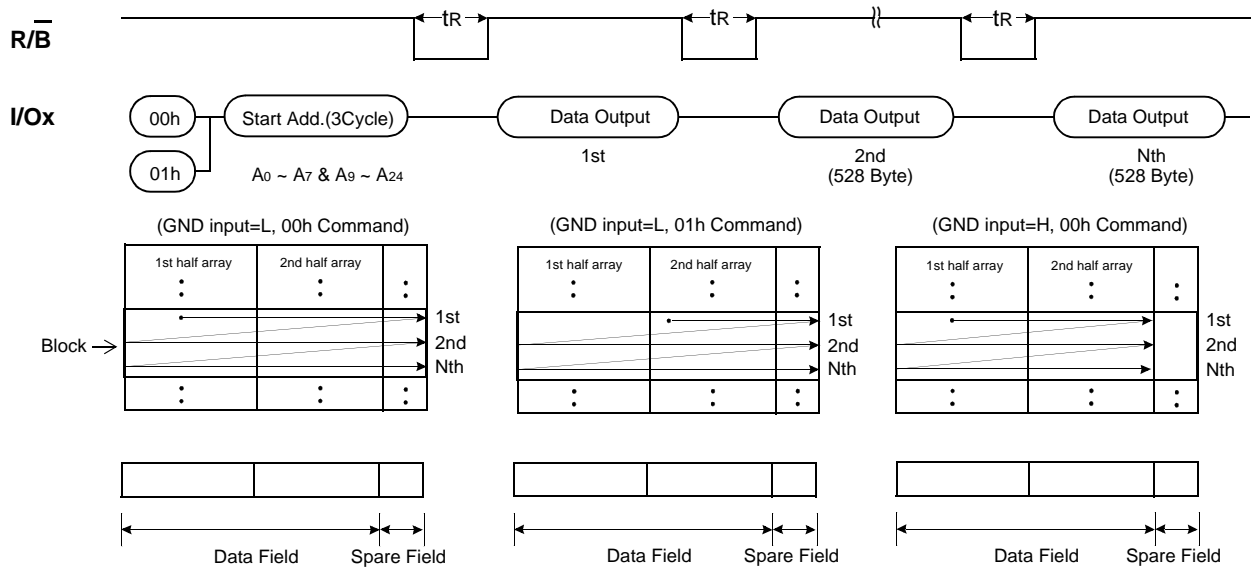 R/B
tR
tR
tR
I/Ox
00h
Start Add.(3Cycle)
Data Output
Data Output
Data Output
01h
A0 ~ A7 & A9 ~ A24
1st
2nd
(528 Byte)
Nth
(528 Byte)
(GND input=L, 00h Command)
(GND input=L, 01h Command)
(GND input=H, 00h Command)
1st half array
2nd half array
1st half array
2nd half array
1st half array
2nd half array
Block
1st
2nd
Nth
1st
2nd
Nth
1st
2nd
Nth
Data Field
Spare Field
Data Field
Spare Field
Data Field
Spare Field